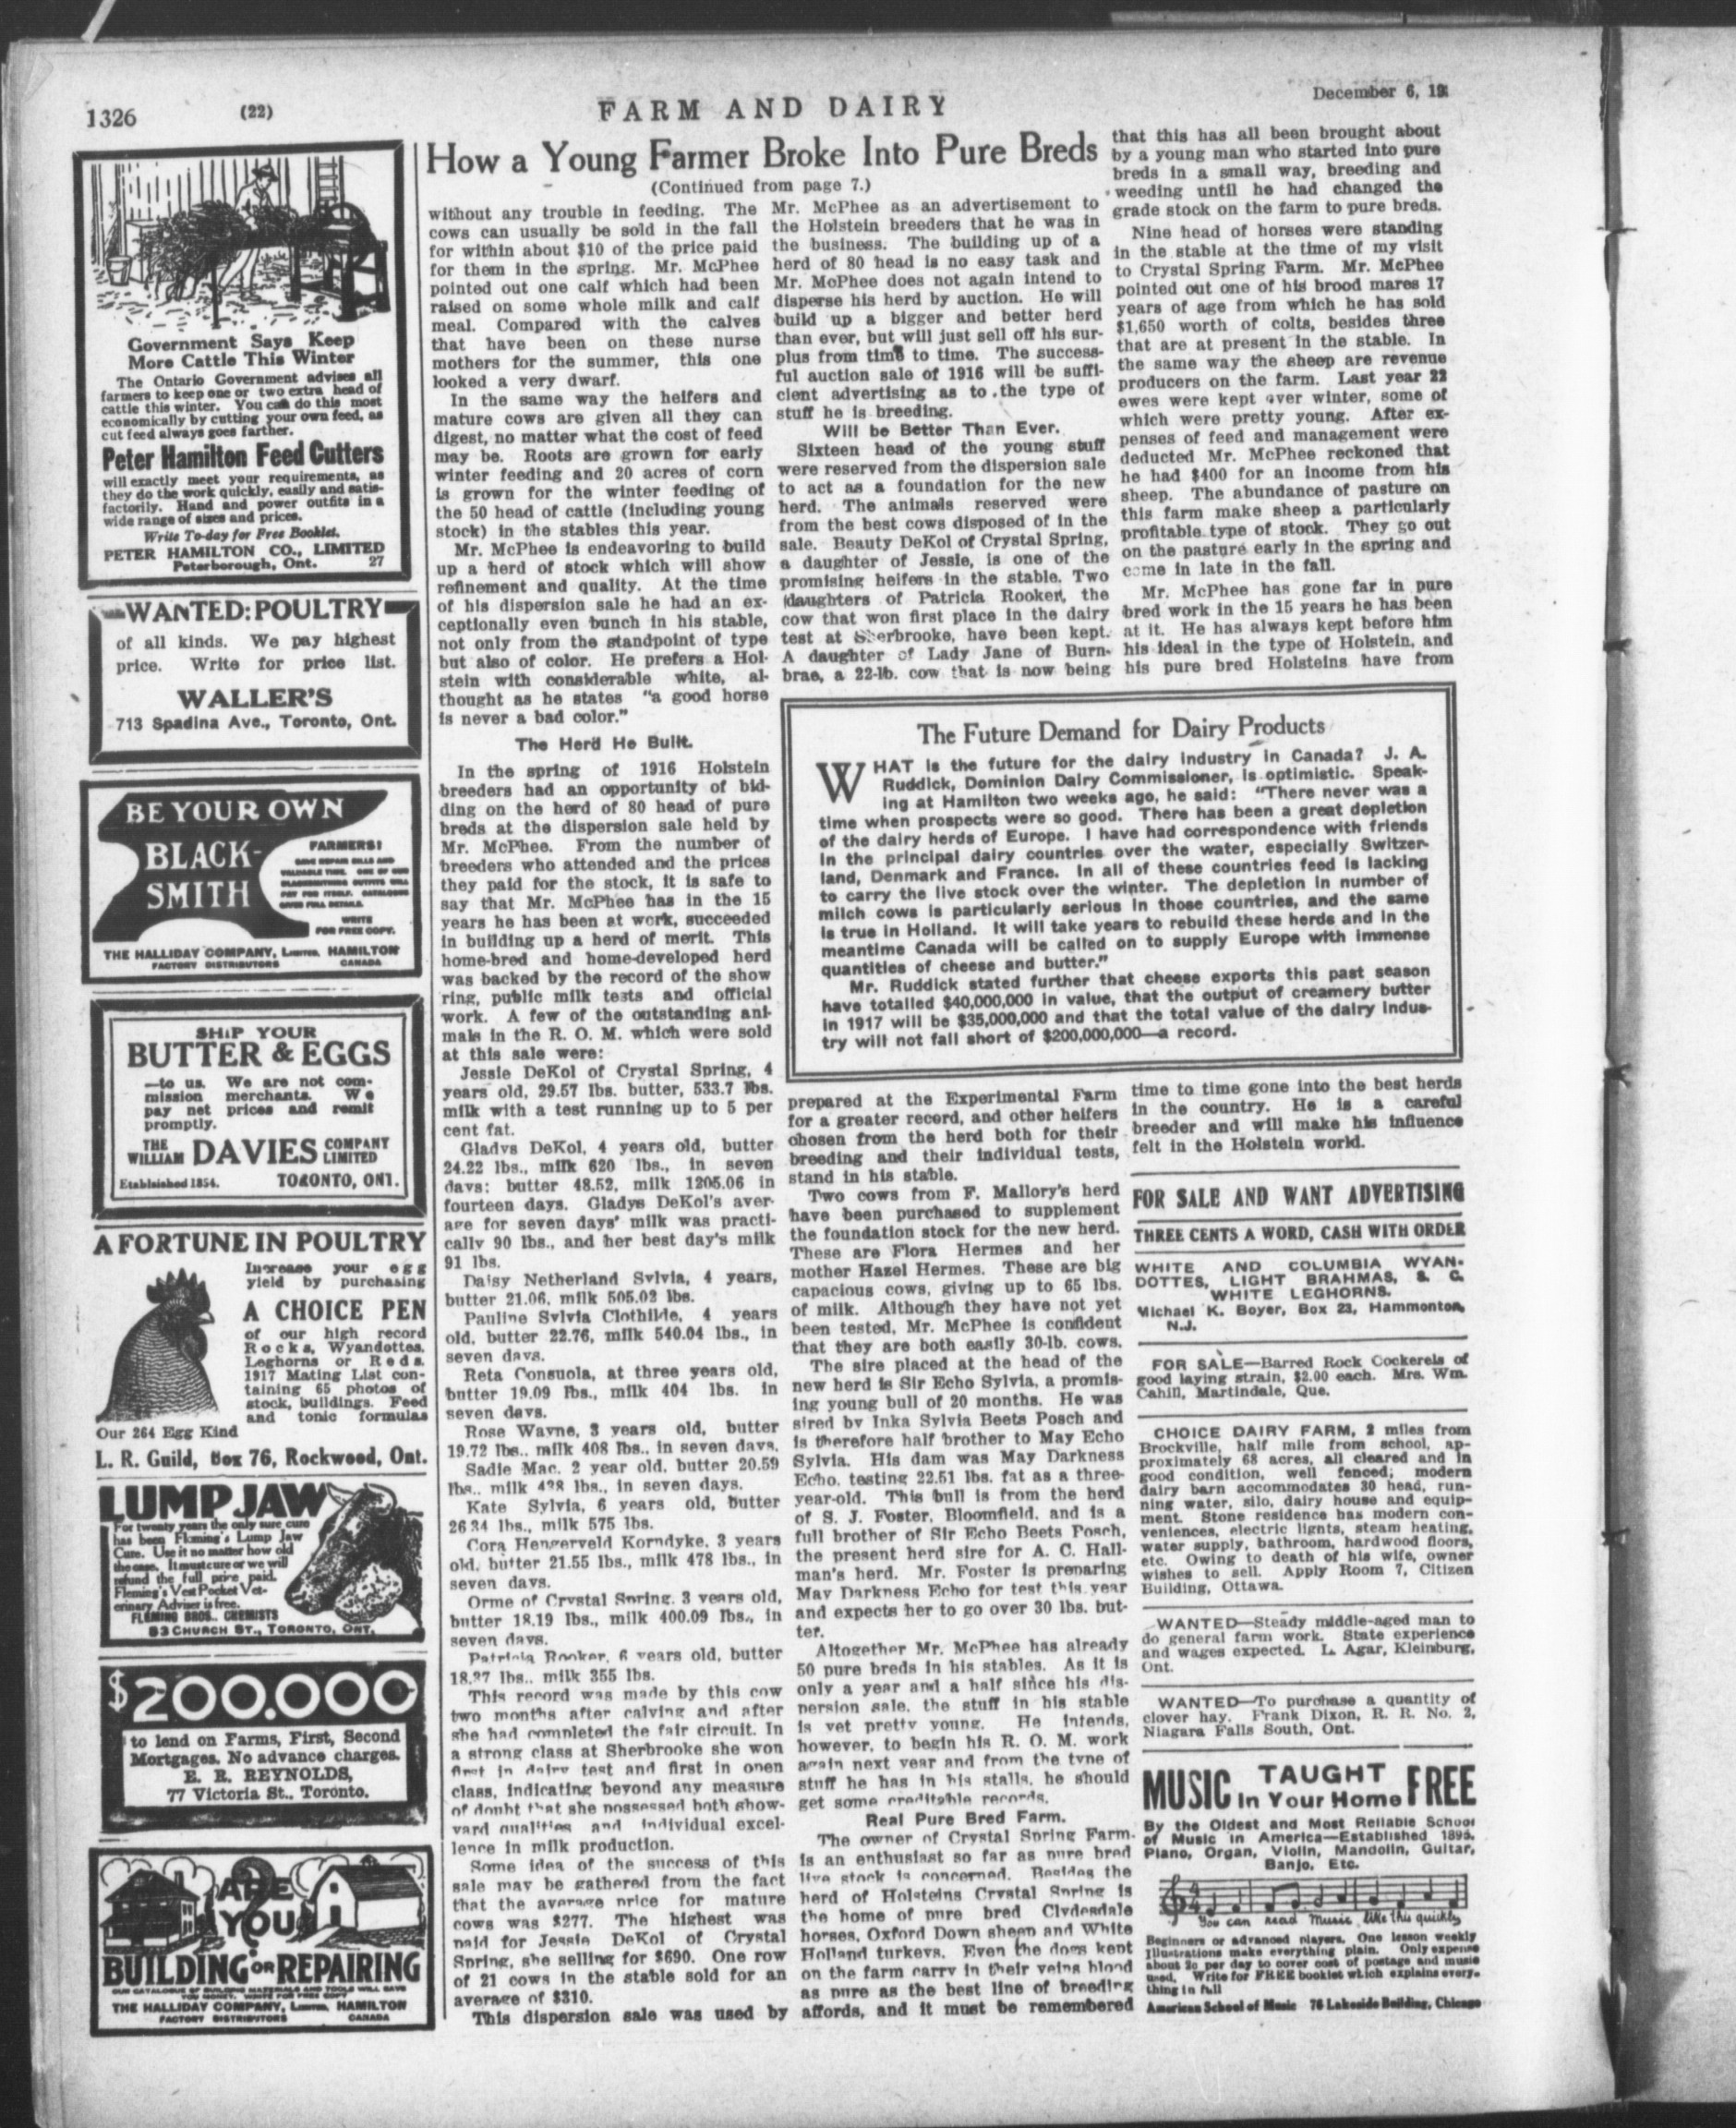 1326
(22)
FARM AND DAIRY
December 6, 19
Government Says Keep
More Cattle This Winter
The Ontario Government advises all
farmers to keep one or two extra head of
cattle this winter. You can do this most
economically by cutting your own feed, as
cut feed always goes farther.
Peter Hamilton Feed Cutters
will exactly meet your requirements, as
they do the work quickly, easily and satis-
factorily. Hand and power outfits in a
wide range of sizes and prices.
Write To-day for Free Booklet.
PETER HAMILTON CO., LIMITED
Peterborough, Ont. 27
WANTED: POULTRY
of all kinds. We pay highest
price. Write for price list.
WALLER'S
713 Spadina Ave., Toronto, Ont.
BE YOUR OWN
BLACK-
SMITH
FARMERS!
SAVE REPAIR BILLS AND
VALUABLE TIME. ONE OF OUR
BLACKSMITHING OUTFITS WILL
PAY FOR ITSELF. CATALOGUE
GIVES FULL DETAILS.
WRITE
FOR FREE COPY.
THE HALLIDAY COMPANY, LIMITED, HAMILTON
FACTORY DISTRIBUTORS CANADA
SHIP YOUR
BUTTER & EGGS
—to us. We are not com-
mission merchants. We
pay net prices and remit
promptly.
THE WILLIAM DAVIES COMPANY LIMITED
Etablsished 1854. TORONTO, ONT.
A FORTUNE IN POULTRY
Increase your egg
yield by purchasing
A CHOICE PEN
of our high record
Rocks, Wyandottes.
Leghorns or Reds.
1917 Mating List con-
taining 65 photos of
stock, buildings. Feed
and tonic formulas
Our 264 Egg Kind
L. R. Guild, Box 76, Rockwood, Ont.
LUMP JAW
For twenty years the only sure cure
has been Fleming's Lump Jaw
Cure. Use it no matter how old
the case. It must cure or we will
refund the full price paid.
Fleming's Vest Pocket Vet-
erinary Adviser is free.
FLEMING BROS., CHEMISTS
83 CHURCH ST., TORONTO, ONT.
$200.000
to lend on Farms, First, Second
Mortgages. No advance charges.
E. R. REYNOLDS,
77 Victoria St., Toronto.
ARE
YOU
BUILDING OR REPAIRING
OUR CATALOGUE OF BUILDING MATERIALS AND TOOLS WILL SAVE
YOU MONEY. WRITE FOR FREE COPY
THE HALLIDAY COMPANY, LIMITED, HAMILTON
FACTORY DISTRIBUTORS CANADA
How a Young Farmer Broke Into Pure Breds
(Continued from page 7.)
without any trouble in feeding. The
cows can usually be sold in the fall
for within about $10 of the price paid
for them in the spring. Mr. McPhee
pointed out one calf which had been
raised on some whole milk and calf
meal. Compared with the calves
that have been on these nurse
mothers for the summer, this one
looked a very dwarf.
In the same way the heifers and
mature cows are given all they can
digest, no matter what the cost of feed
may be. Roots are grown for early
winter feeding and 20 acres of corn
is grown for the winter feeding of
the 50 head of cattle (including young
stock) in the stables this year.
Mr. McPhee is endeavoring to build
up a herd of stock which will show
refinement and quality. At the time
of his dispersion sale he had an ex-
ceptionally even bunch in his stable,
not only from the standpoint of type
but also of color. He prefers a Hol-
stein with considerable white, al-
thought as he states "a good horse
is never a bad color."
The Herd He Built.
In the spring of 1916 Holstein
breeders had an opportunity of bid-
ding on the herd of 80 head of pure
breds at the dispersion sale held by
Mr. McPhee. From the number of
breeders who attended and the prices
they paid for the stock, it is safe to
say that Mr. McPhee has in the 15
years he has been at work, succeeded
in building up a herd of merit. This
home-bred and home-developed herd
was backed by the record of the show
ring, public milk tests and official
work. A few of the outstanding ani-
mals in the R. O. M. which were sold
at this sale were:
Jessie DeKol of Crystal Spring, 4
years old, 29.57 lbs. butter, 533.7 lbs.
milk with a test running up to 5 per
cent fat.
Gladys DeKol, 4 years old, butter
24.22 lbs., milk 620 lbs., in seven
days; butter 48.52, milk 1205.06 in
fourteen days. Gladys DeKol's aver-
age for seven days' milk was practi-
cally 90 lbs., and her best day's milk
91 lbs.
Daisy Netherland Sylvia, 4 years,
butter 21.06, milk 505.02 lbs.
Pauline Sylvia Clothilde, 4 years
old, butter 22.76, milk 540.04 lbs., in
seven days.
Reta Consuola, at three years old,
butter 19.09 lbs., milk 404 lbs. in
seven days.
Rose Wayne, 3 years old, butter
19.72 lbs., milk 408 lbs., in seven days.
Sadie Mac, 2 year old, butter 20.59
lbs., milk 428 lbs., in seven days.
Kate Sylvia, 6 years old, butter
26.34 lbs., milk 575 lbs.
Cora Hengerveld Korndyke, 3 years
old, butter 21.55 lbs., milk 478 lbs., in
seven days.
Orme of Crystal Spring, 3 years old,
butter 18.19 lbs., milk 400.09 lbs., in
seven days.
Patricia Rooker, 6 years old, butter
18.27 lbs., milk 355 lbs.
This record was made by this cow
two months after calving and after
she had completed the fair circuit. In
a strong class at Sherbrooke she won
first in dairy test and first in open
class, indicating beyond any measure
of doubt that she possessed both show-
yard qualities and individual excel-
lence in milk production.
Some idea of the success of this
sale may be gathered from the fact
that the average price for mature
cows was $277. The highest was
paid for Jessie DeKol of Crystal
Spring, she selling for $690. One row
of 21 cows in the stable sold for an
average of $310.
This dispersion sale was used by
Mr. McPhee as an advertisement to
the Holstein breeders that he was in
the business. The building up of a
herd of 80 head is no easy task and
Mr. McPhee does not again intend to
disperse his herd by auction. He will
build up a bigger and better herd
than ever, but will just sell off his sur-
plus from time to time. The success-
ful auction sale of 1916 will be suffi-
cient advertising as to the type of
stuff he is breeding.
Will be Better Than Ever.
Sixteen head of the young stuff
were reserved from the dispersion sale
to act as a foundation for the new
herd. The animals reserved were
from the best cows disposed of in the
sale. Beauty DeKol of Crystal Spring,
a daughter of Jessie, is one of the
promising heifers in the stable. Two
daughters of Patricia Rooker, the
cow that won first place in the dairy
test at Sherbrooke, have been kept.
A daughter of Lady Jane of Burn-
brae, a 22-lb. cow that is now being
prepared at the Experimental Farm
for a greater record, and other heifers
chosen from the herd both for their
breeding and their individual tests,
stand in his stable.
Two cows from F. Mallory's herd
have been purchased to supplement
the foundation stock for the new herd.
These are Flora Hermes and her
mother Hazel Hermes. These are big
capacious cows, giving up to 65 lbs.
of milk. Although they have not yet
been tested, Mr. McPhee is confident
that they are both easily 30-lb. cows.
The sire placed at the head of the
new herd is Sir Echo Sylvia, a promis-
ing young bull of 20 months. He was
sired by Inka Sylvia Beets Posch and
is therefore half brother to May Echo
Sylvia. His dam was May Darkness
Echo, testing 22.51 lbs. fat as a three-
year-old. This bull is from the herd
of S. J. Foster, Bloomfield, and is a
full brother of Sir Echo Beets Posch,
the present herd sire for A. C. Hall-
man's herd. Mr. Foster is preparing
May Darkness Echo for test this year
and expects her to go over 30 lbs. but-
ter.
Altogether Mr. McPhee has already
50 pure breds in his stables. As it is
only a year and a half since his dis-
persion sale, the stuff in his stable
is yet pretty young. He intends,
however, to begin his R. O. M. work
again next year and from the type of
stuff he has in his stalls, he should
get some creditable records.
Real Pure Bred Farm.
The owner of Crystal Spring Farm
is an enthusiast so far as pure bred
live stock is concerned. Besides the
herd of Holsteins Crystal Spring is
the home of pure bred Clydesdale
horses, Oxford Down sheep and White
Holland turkeys. Even the dogs kept
on the farm carry in their veins blood
as pure as the best line of breeding
affords, and it must be remembered
that this has all been brought about
by a young man who started into pure
breds in a small way, breeding and
weeding until he had changed the
grade stock on the farm to pure breds.
Nine head of horses were standing
in the stable at the time of my visit
to Crystal Spring Farm. Mr. McPhee
pointed out one of his brood mares 17
years of age from which he has sold
$1,650 worth of colts, besides three
that are at present in the stable. In
the same way the sheep are revenue
producers on the farm. Last year 22
ewes were kept over winter, some of
which were pretty young. After ex-
penses of feed and management were
deducted Mr. McPhee reckoned that
he had $400 for an income from his
sheep. The abundance of pasture on
this farm make sheep a particularly
profitable type of stock. They go out
on the pasture early in the spring and
come in late in the fall.
Mr. McPhee has gone far in pure
bred work in the 15 years he has been
at it. He has always kept before him
his ideal in the type of Holstein, and
his pure bred Holsteins have from
time to time gone into the best herds
in the country. He is a careful
breeder and will make his influence
felt in the Holstein world.
The Future Demand for Dairy Products
WHAT is the future for the dairy industry in Canada? J. A.
Ruddick, Dominion Dairy Commissioner, is optimistic. Speak-
ing at Hamilton two weeks ago, he said: "There never was a
time when prospects were so good. There has been a great depletion
of the dairy herds of Europe. I have had correspondence with friends
in the principal dairy countries over the water, especially Switzer-
land, Denmark and France. In all of these countries feed is lacking
to carry the live stock over the winter. The depletion in number of
milch cows is particularly serious in those countries, and the same
is true in Holland. It will take years to rebuild these herds and in the
meantime Canada will be called on to supply Europe with immense
quantities of cheese and butter."
Mr. Ruddick stated further that cheese exports this past season
have totalled $40,000,000 in value, that the output of creamery butter
in 1917 will be $35,000,000 and that the total value of the dairy indus-
try will not fall short of $200,000,000—a record.
FOR SALE AND WANT ADVERTISING
THREE CENTS A WORD, CASH WITH ORDER
WHITE AND COLUMBIA WYAN-
DOTTES, LIGHT BRAHMAS, S. C.
WHITE LEGHORNS.
Michael K. Boyer, Box 23, Hammonton,
N.J.
FOR SALE—Barred Rock Cockerels of
good laying strain, $2.00 each. Mrs. Wm.
Cahill, Martindale, Que.
CHOICE DAIRY FARM, 2 miles from
Brockville, half mile from school, ap-
proximately 68 acres, all cleared and in
good condition, well fenced; modern
dairy barn accommodates 30 head, run-
ning water, silo, dairy house and equip-
ment. Stone residence has modern con-
veniences, electric lights, steam heating,
water supply, bathroom, hardwood floors,
etc. Owing to death of his wife, owner
wishes to sell. Apply Room 7, Citizen
Building, Ottawa.
WANTED—Steady middle-aged man to
do general farm work. State experience
and wages expected. L. Agar, Kleinburg,
Ont.
WANTED—To purchase a quantity of
clover hay. Frank Dixon, R. R. No. 2,
Niagara Falls South, Ont.
MUSIC TAUGHT In Your Home FREE
By the Oldest and Most Reliable School
of Music in America—Established 1895.
Piano, Organ, Violin, Mandolin, Guitar,
Banjo, Etc.
You can read music like this quickly
Beginners or advanced players. One lesson weekly
Illustrations make everything plain. Only expense
about 2c per day to cover cost of postage and music
used. Write for FREE booklet which explains every-
thing in full
American School of Music 76 Lakeside Building, Chicago